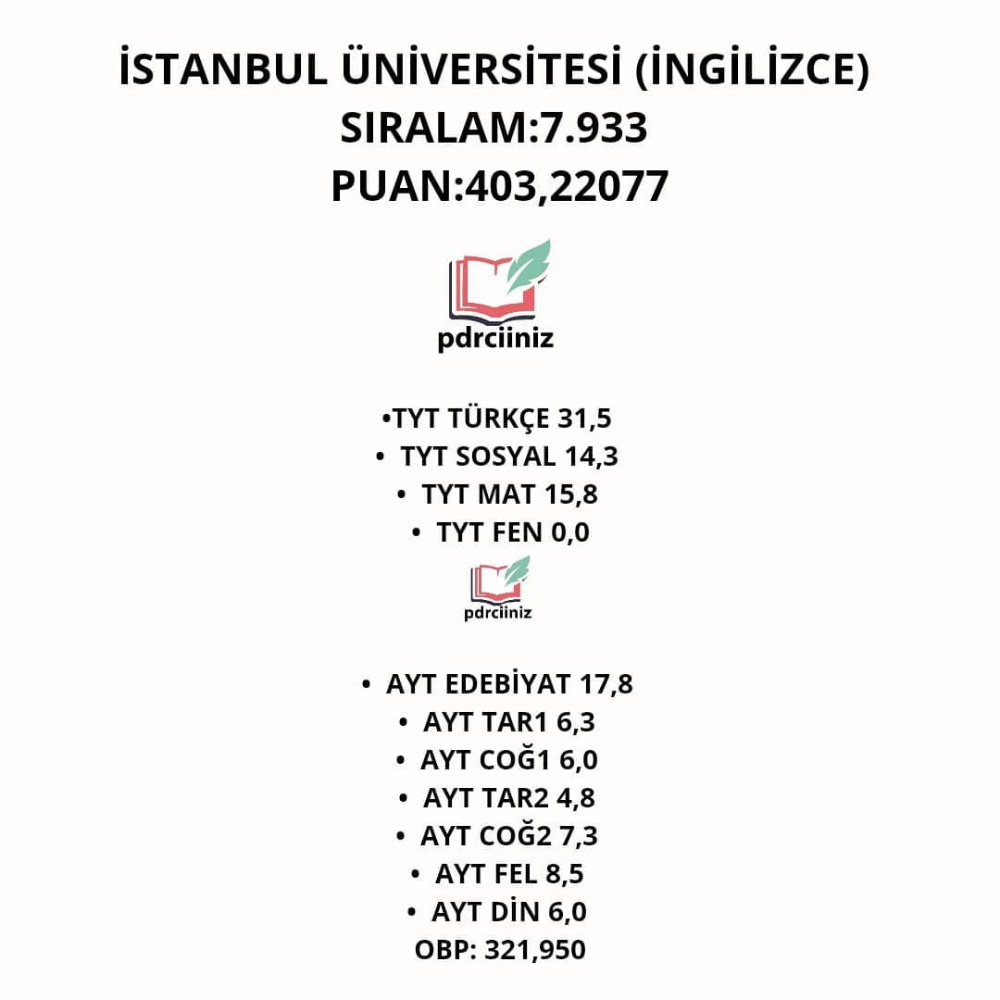 İSTANBUL ÜNİVERSİTESİ (İNGİLİZCE)
SIRALAM:7.933
PUAN:403,22077
pdrciiniz
•TYT TÜRKÇE 31,5
• TYT SOSYAL 14,3
• TYT MAT 15,8
• TYT FEN 0,0
pdrciiniz
• AYT EDEBİYAT 17,8
• AYT TAR1 6,3
• AYT COĞ1 6,0
• AYT TAR2 4,8
• AYT COĞ2 7,3
• AYT FEL 8,5
• AYT DİN 6,0
OBP: 321,950